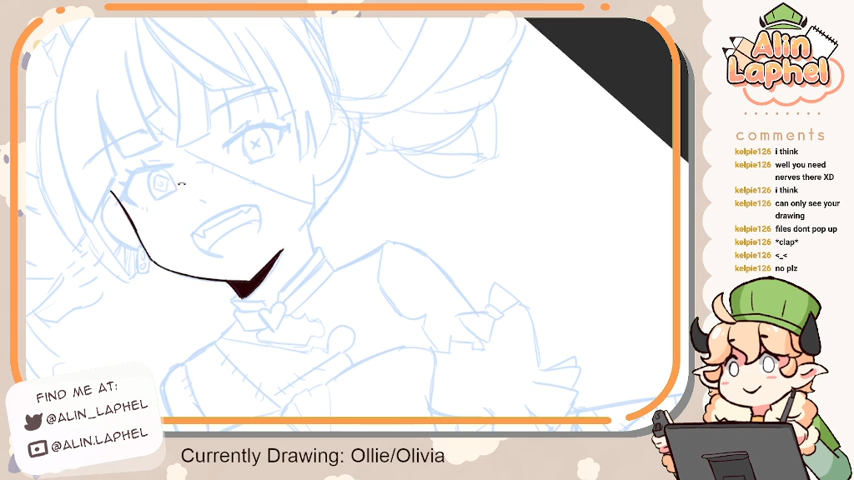 Alin
Laphel
comments
kelpie126 i think
kelpie126 well you need
nerves there XD
kelpie126 i think
kelpie126 can only see your
drawing
kelpie126 files dont pop up
kelpie126 *clap*
kelpie126 <_<
kelpie126 no plz
FIND ME AT:
@ALIN_LAPHEL
@ALIN.LAPHEL
Currently Drawing: Ollie/Olivia